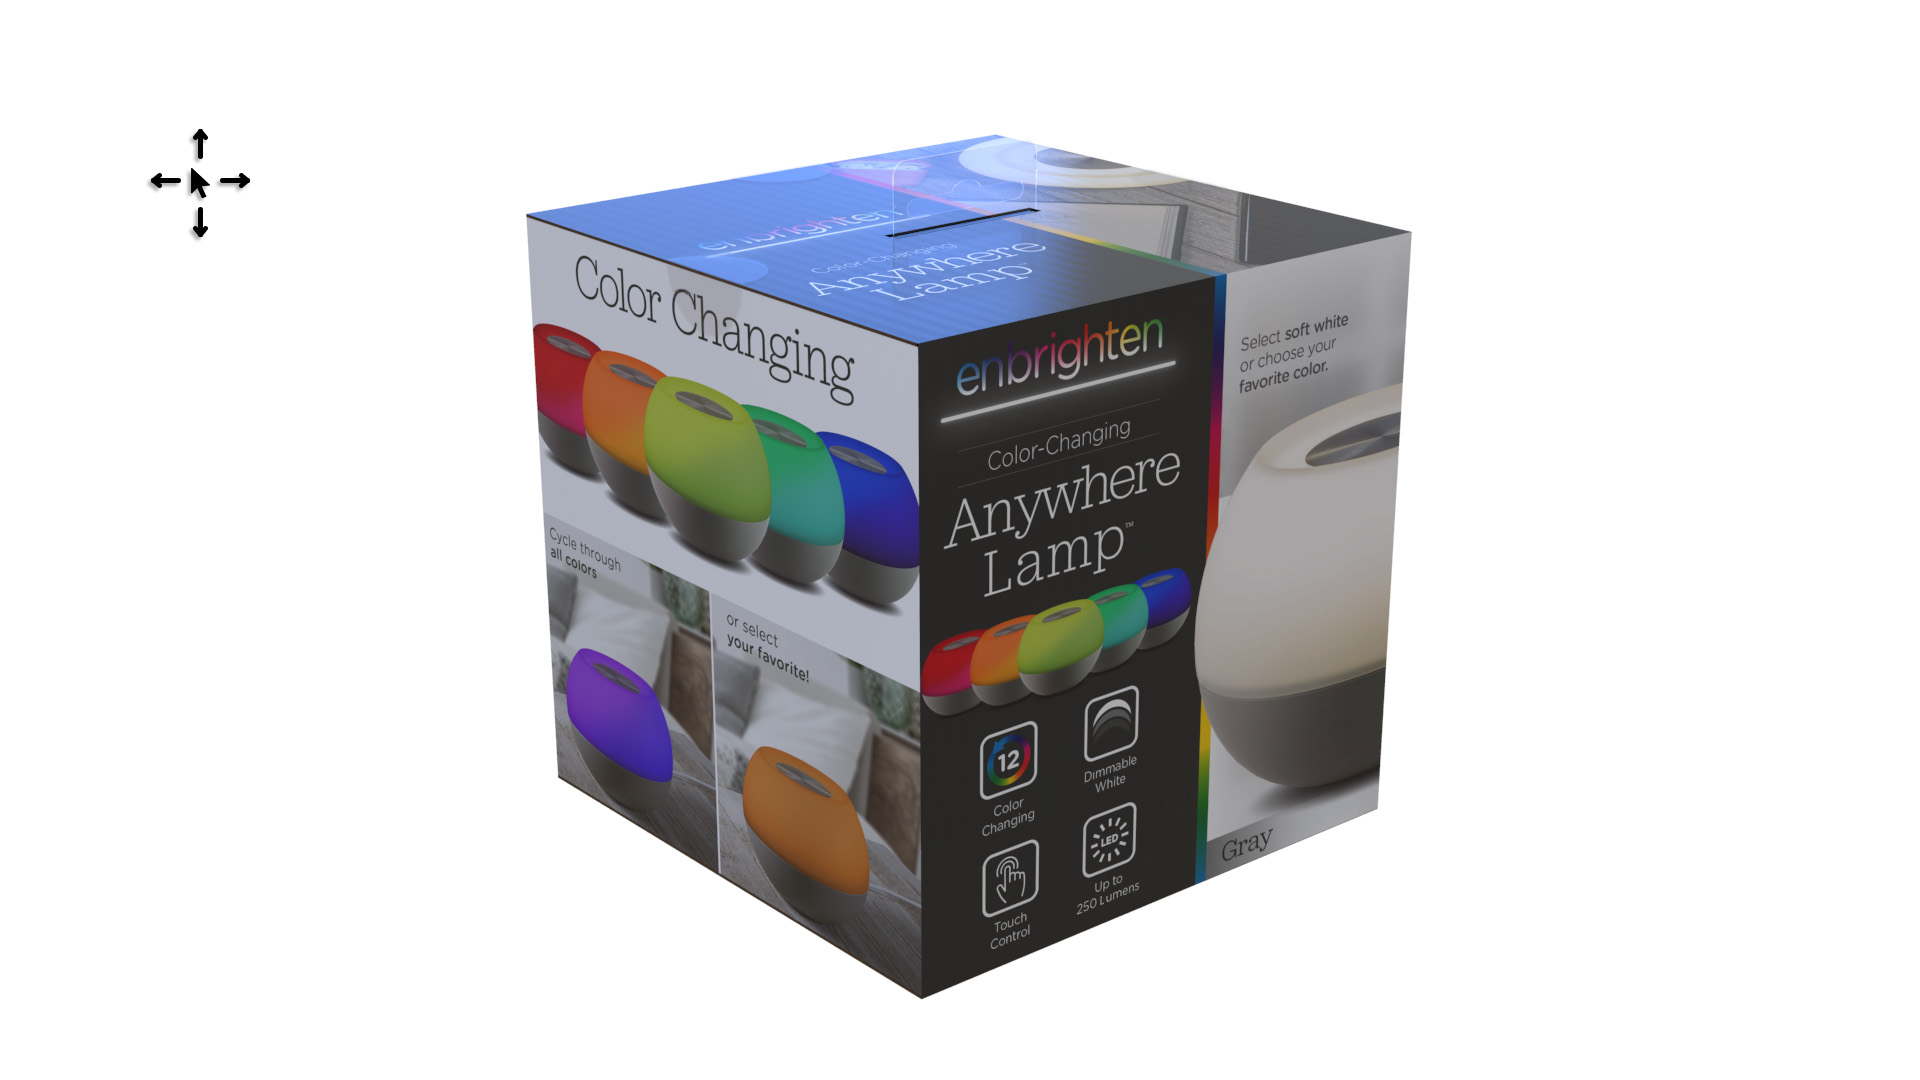 enbrighten
Color-Changing
Anywhere
Lamp
Color Changing
Cycle through
all colors
or select
your favorite!
enbrighten
Color-Changing
Anywhere
Lamp™
12
Color
Changing
Dimmable
White
Touch
Control
LED
Up to
250 Lumens
Select soft white
or choose your
favorite color.
Gray